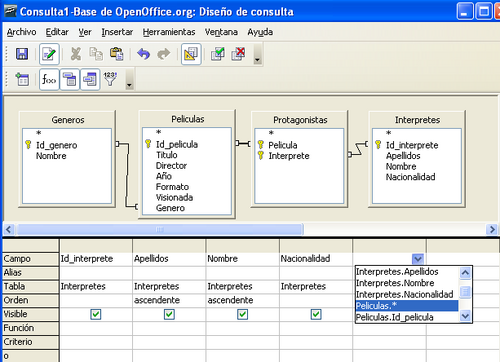 Consulta1-Base de OpenOffice.org: Diseño de consulta
Archivo Editar Ver Insertar Herramientas Ventana Ayuda
f(x) 123
Generos Peliculas Protagonistas Interpretes
* * * *
Id_genero Id_pelicula Pelicula Id_interprete
Nombre Titulo Interprete Apellidos
Director Nombre
Año Nacionalidad
Formato
Visionada
Genero
Campo Id_interprete Apellidos Nombre Nacionalidad
Alias Interpretes.Apellidos
Tabla Interpretes Interpretes Interpretes Interpretes Interpretes.Nombre
Orden ascendente ascendente Interpretes.Nacionalidad
Visible Peliculas.*
Función Peliculas.Id_pelicula
Criterio
o